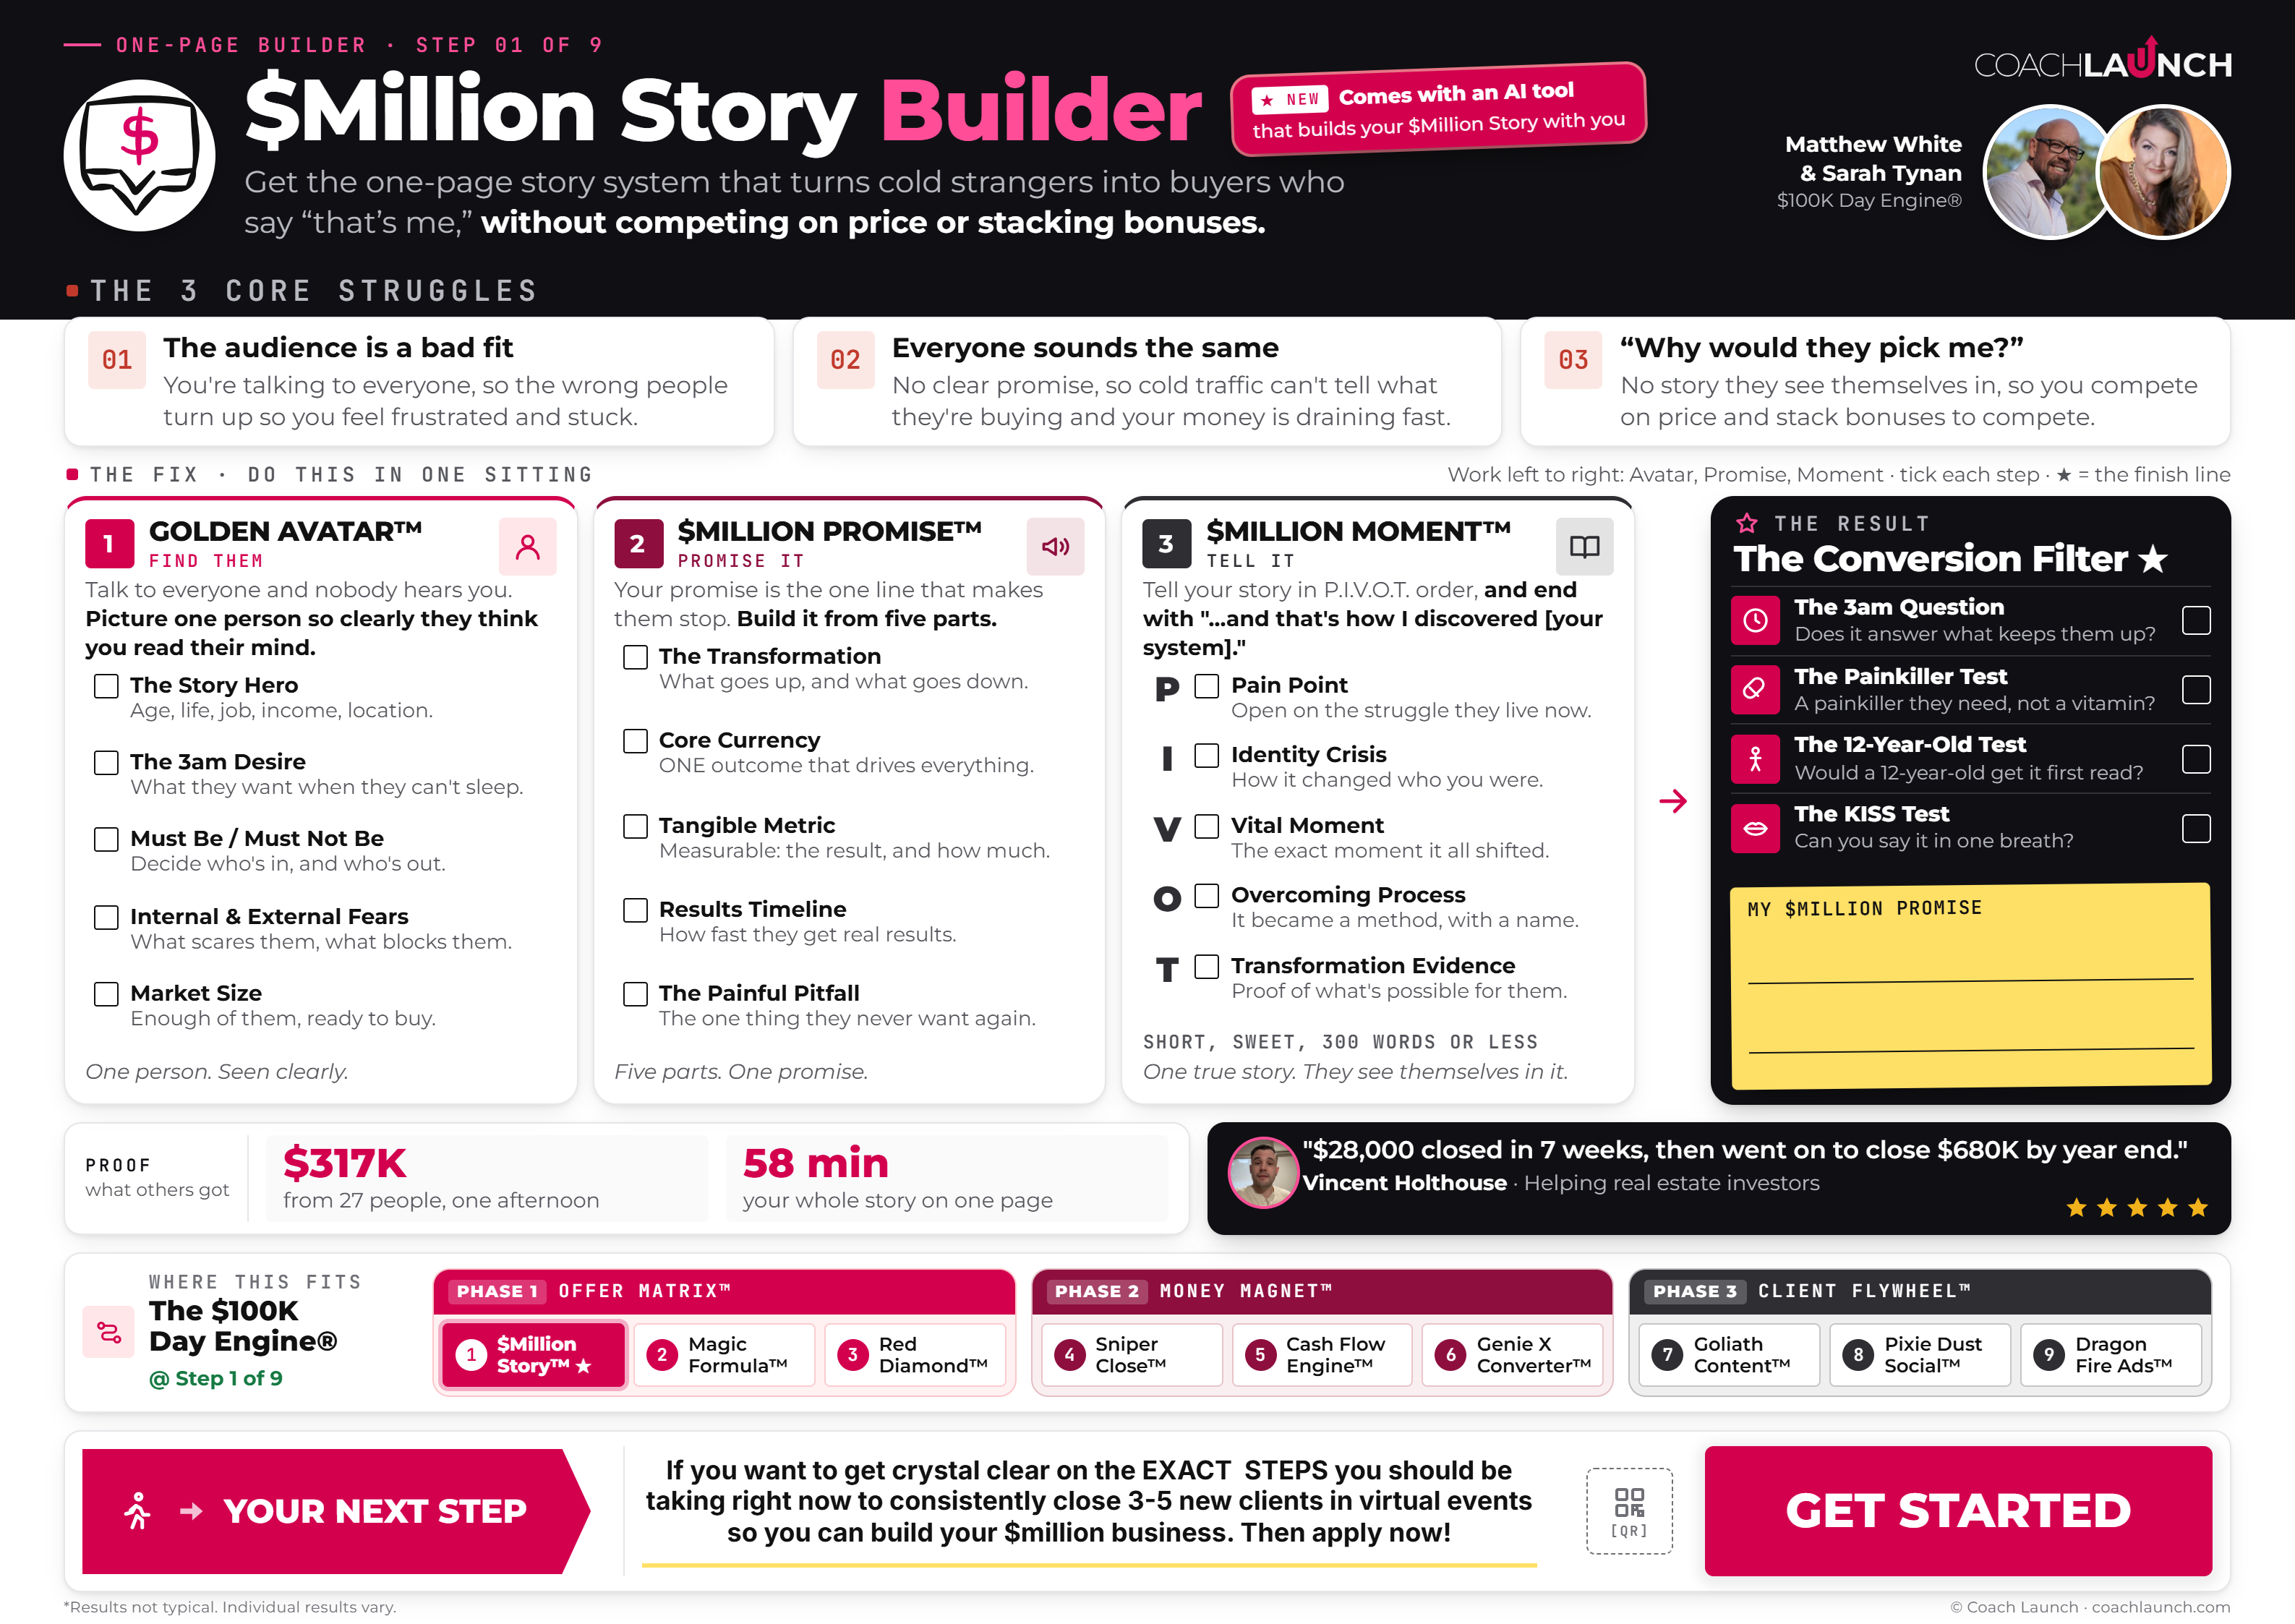 ONE-PAGE BUILDER · STEP 01 OF 9
$Million Story Builder
★ NEW Comes with an AI tool
that builds your $Million Story with you
Get the one-page story system that turns cold strangers into buyers who
say “that’s me,” without competing on price or stacking bonuses.
COACHLAUNCH
Matthew White
& Sarah Tynan
$100K Day Engine®
THE 3 CORE STRUGGLES
01
The audience is a bad fit
You're talking to everyone, so the wrong people
turn up so you feel frustrated and stuck.
02
Everyone sounds the same
No clear promise, so cold traffic can't tell what
they're buying and your money is draining fast.
03
“Why would they pick me?”
No story they see themselves in, so you compete
on price and stack bonuses to compete.
THE FIX · DO THIS IN ONE SITTING
Work left to right: Avatar, Promise, Moment · tick each step · ★ = the finish line
1
GOLDEN AVATAR™
FIND THEM
Talk to everyone and nobody hears you.
Picture one person so clearly they think
you read their mind.
The Story Hero
Age, life, job, income, location.
The 3am Desire
What they want when they can't sleep.
Must Be / Must Not Be
Decide who's in, and who's out.
Internal & External Fears
What scares them, what blocks them.
Market Size
Enough of them, ready to buy.
One person. Seen clearly.
2
$MILLION PROMISE™
PROMISE IT
Your promise is the one line that makes
them stop. Build it from five parts.
The Transformation
What goes up, and what goes down.
Core Currency
ONE outcome that drives everything.
Tangible Metric
Measurable: the result, and how much.
Results Timeline
How fast they get real results.
The Painful Pitfall
The one thing they never want again.
Five parts. One promise.
3
$MILLION MOMENT™
TELL IT
Tell your story in P.I.V.O.T. order, and end
with "...and that's how I discovered [your
system]."
P
Pain Point
Open on the struggle they live now.
I
Identity Crisis
How it changed who you were.
V
Vital Moment
The exact moment it all shifted.
O
Overcoming Process
It became a method, with a name.
T
Transformation Evidence
Proof of what's possible for them.
SHORT, SWEET, 300 WORDS OR LESS
One true story. They see themselves in it.
THE RESULT
The Conversion Filter ★
The 3am Question
Does it answer what keeps them up?
The Painkiller Test
A painkiller they need, not a vitamin?
The 12-Year-Old Test
Would a 12-year-old get it first read?
The KISS Test
Can you say it in one breath?
MY $MILLION PROMISE
PROOF
what others got
$317K
from 27 people, one afternoon
58 min
your whole story on one page
"$28,000 closed in 7 weeks, then went on to close $680K by year end."
Vincent Holthouse · Helping real estate investors
★ ★ ★ ★ ★
WHERE THIS FITS
The $100K
Day Engine®
@ Step 1 of 9
PHASE 1 OFFER MATRIX™
1
$Million
Story™ ★
2
Magic
Formula™
3
Red
Diamond™
PHASE 2 MONEY MAGNET™
4
Sniper
Close™
5
Cash Flow
Engine™
6
Genie X
Converter™
PHASE 3 CLIENT FLYWHEEL™
7
Goliath
Content™
8
Pixie Dust
Social™
9
Dragon
Fire Ads™
YOUR NEXT STEP
If you want to get crystal clear on the EXACT STEPS you should be
taking right now to consistently close 3-5 new clients in virtual events
so you can build your $million business. Then apply now!
[QR]
GET STARTED
*Results not typical. Individual results vary.
© Coach Launch · coachlaunch.com